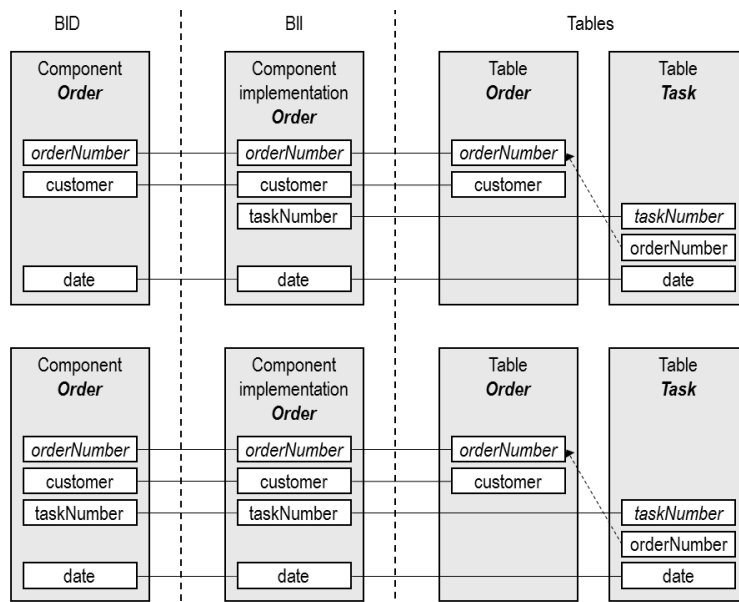 BID
BII
Tables
Component
Order
orderNumber
customer
date
Component
implementation
Order
orderNumber
customer
taskNumber
date
Table
Order
orderNumber
customer
Table
Task
taskNumber
orderNumber
date
Component
Order
orderNumber
customer
taskNumber
date
Component
implementation
Order
orderNumber
customer
taskNumber
date
Table
Order
orderNumber
customer
Table
Task
taskNumber
orderNumber
date